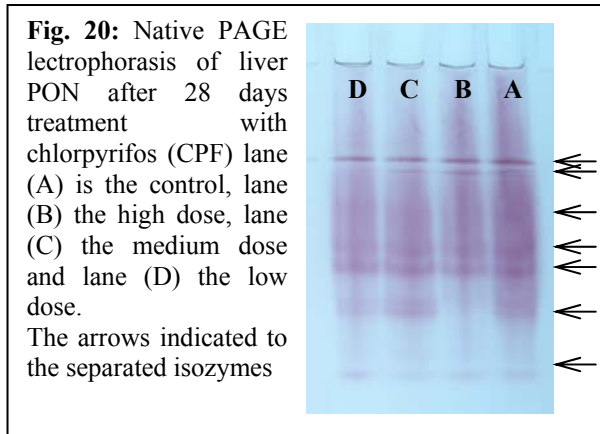 Fig. 20: Native PAGE
lectrophorasis of liver
PON after 28 days
treatment with
chlorpyrifos (CPF) lane
(A) is the control, lane
(B) the high dose, lane
(C) the medium dose
and lane (D) the low
dose.
The arrows indicated to
the separated isozymes
D C B A